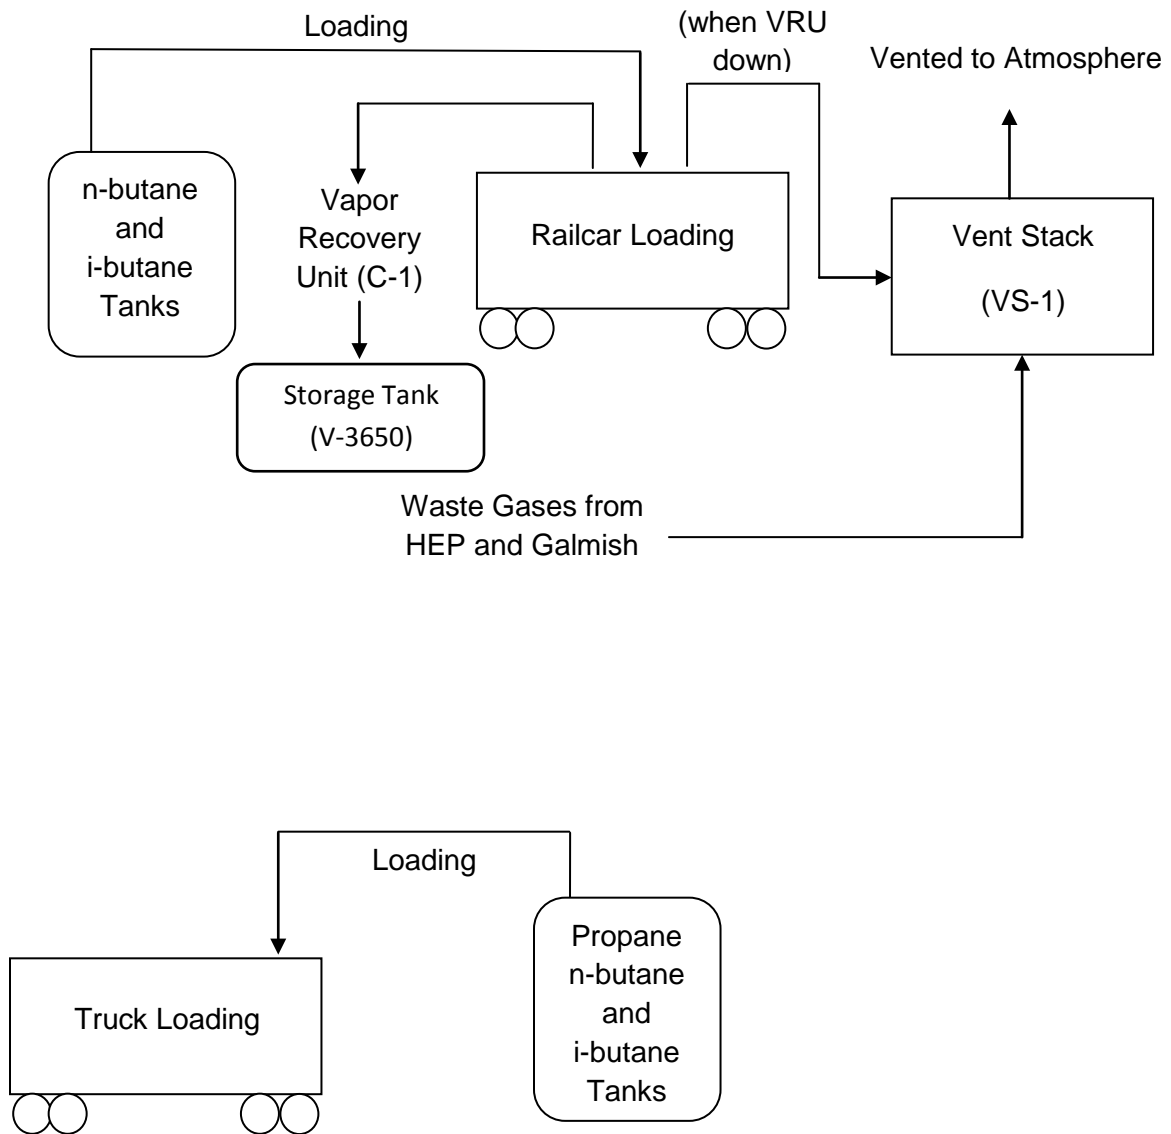 Loading
(when VRU
down)
Vented to Atmosphere
n-butane
and
i-butane
Tanks
Vapor
Recovery
Unit (C-1)
Railcar Loading
Vent Stack
(VS-1)
Storage Tank
(V-3650)
Waste Gases from
HEP and Galmish
Loading
Propane
n-butane
and
i-butane
Tanks
Truck Loading